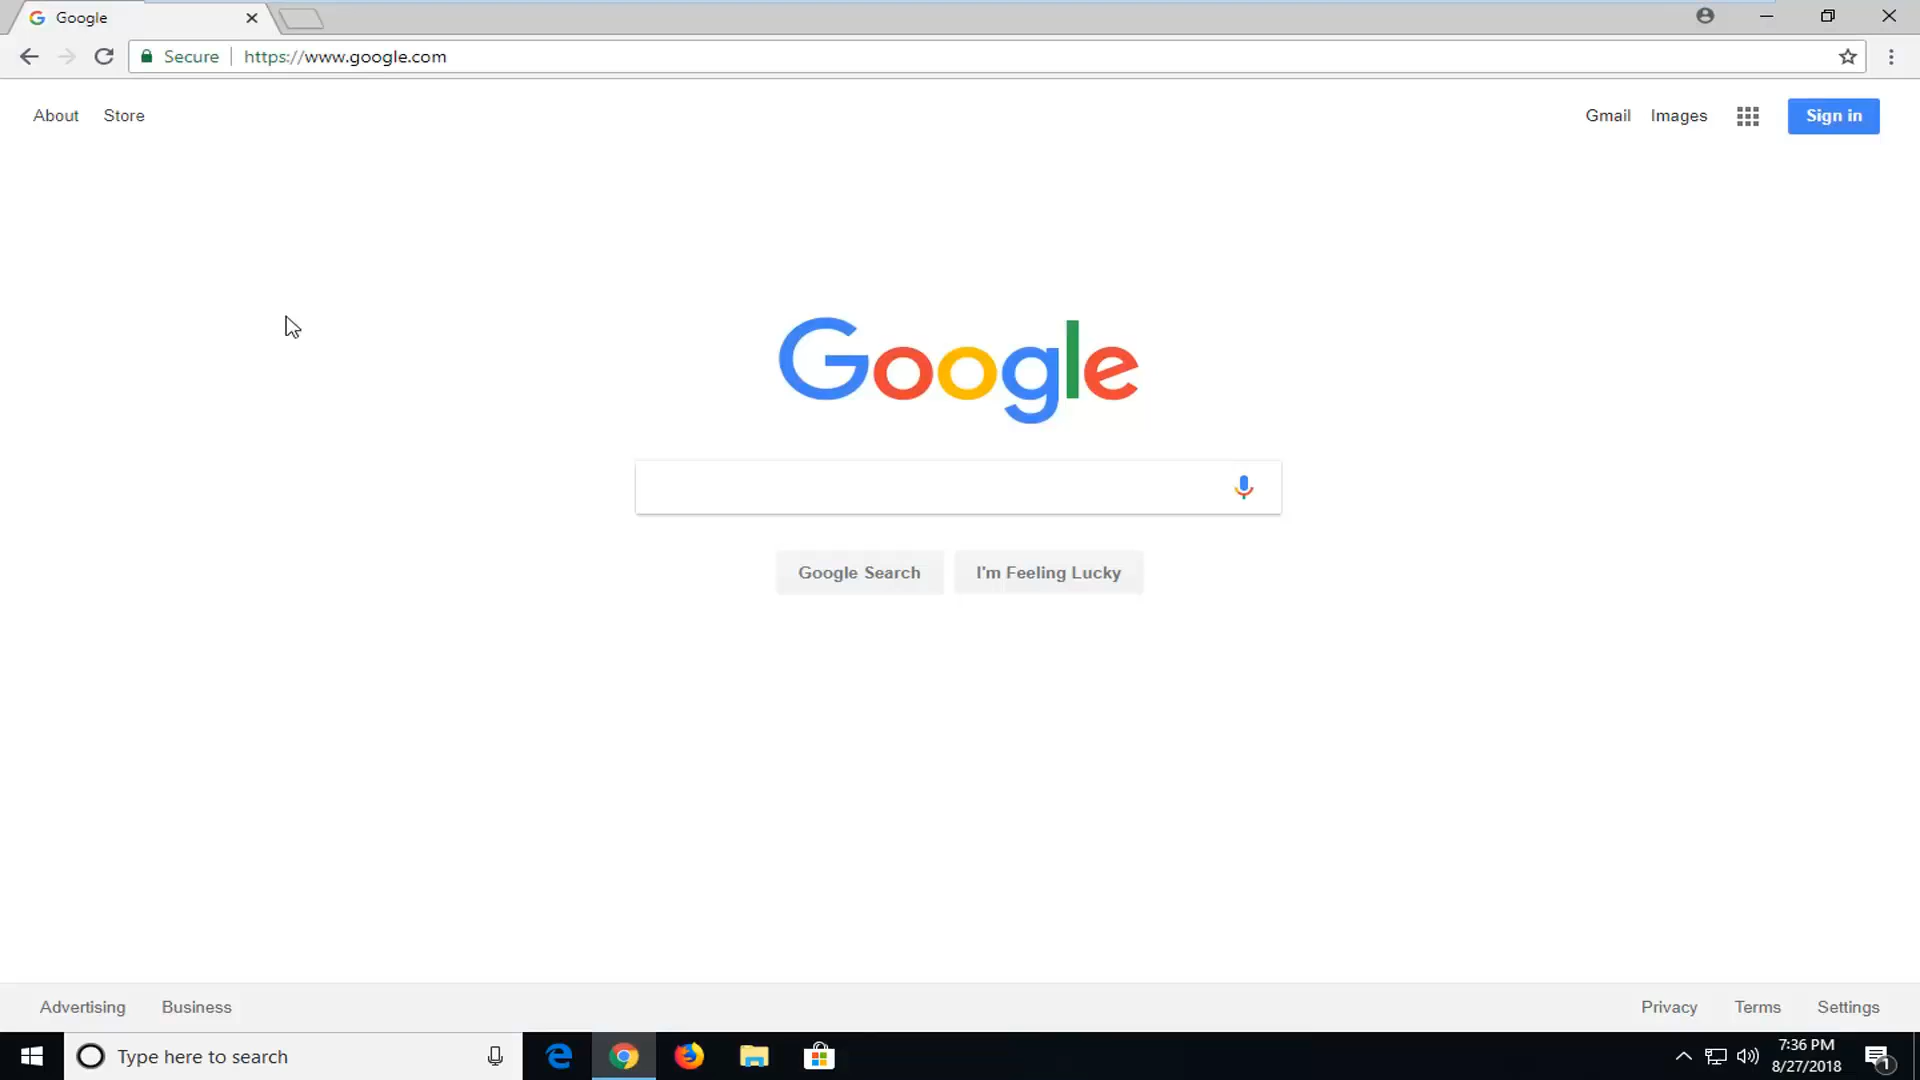 Google
Secure https://www.google.com
About Store Gmail Images Sign in
Google
Google Search I'm Feeling Lucky
Advertising Business Privacy Terms Settings
Type here to search
7:36 PM
8/27/2018
1